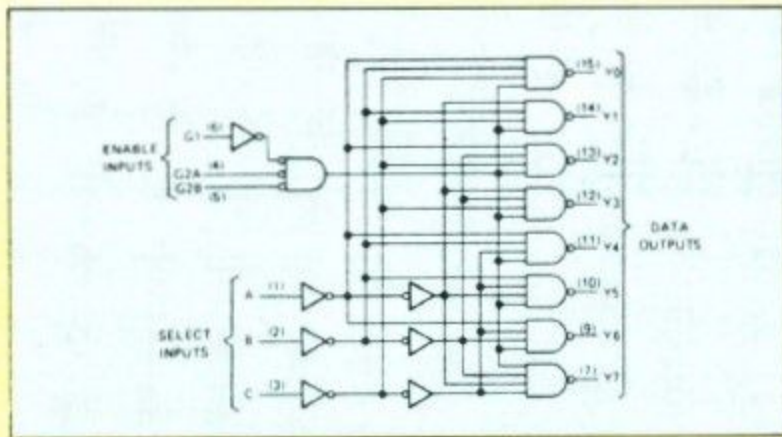 (15) Y0
(14) Y1
G1 (6)
ENABLE
INPUTS
(13) Y2
G2A (4)
G2B (5)
(12) Y3
DATA
OUTPUTS
(11) Y4
A (1)
(10) Y5
SELECT
INPUTS
B (2)
(9) Y6
C (3)
(7) Y7